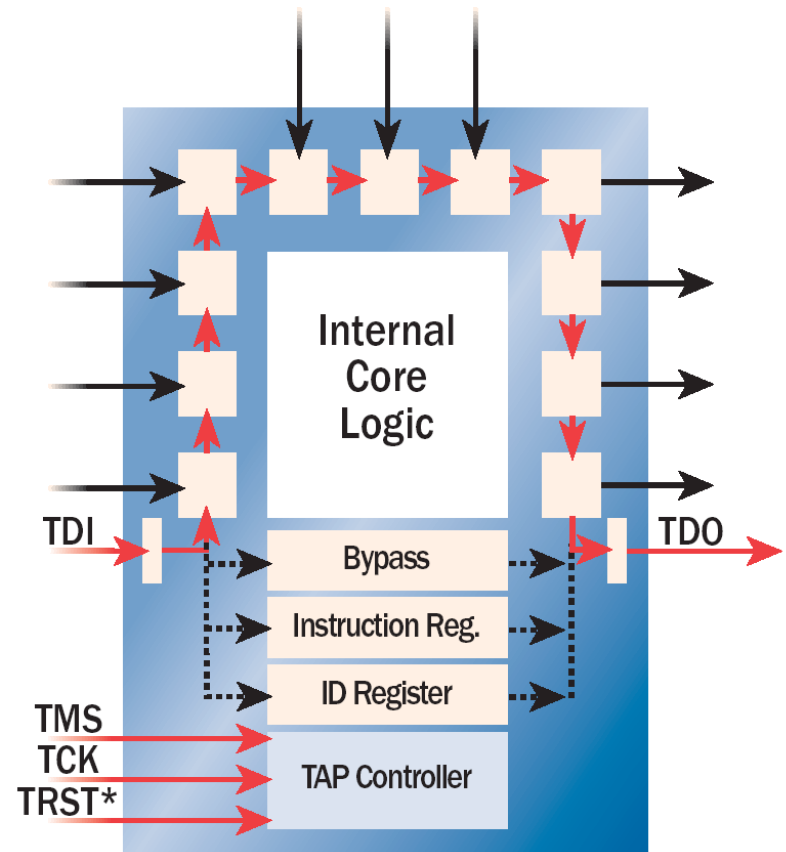 Internal
Core
Logic
TDI
TDO
Bypass
Instruction Reg.
ID Register
TMS
TCK
TAP Controller
TRST*